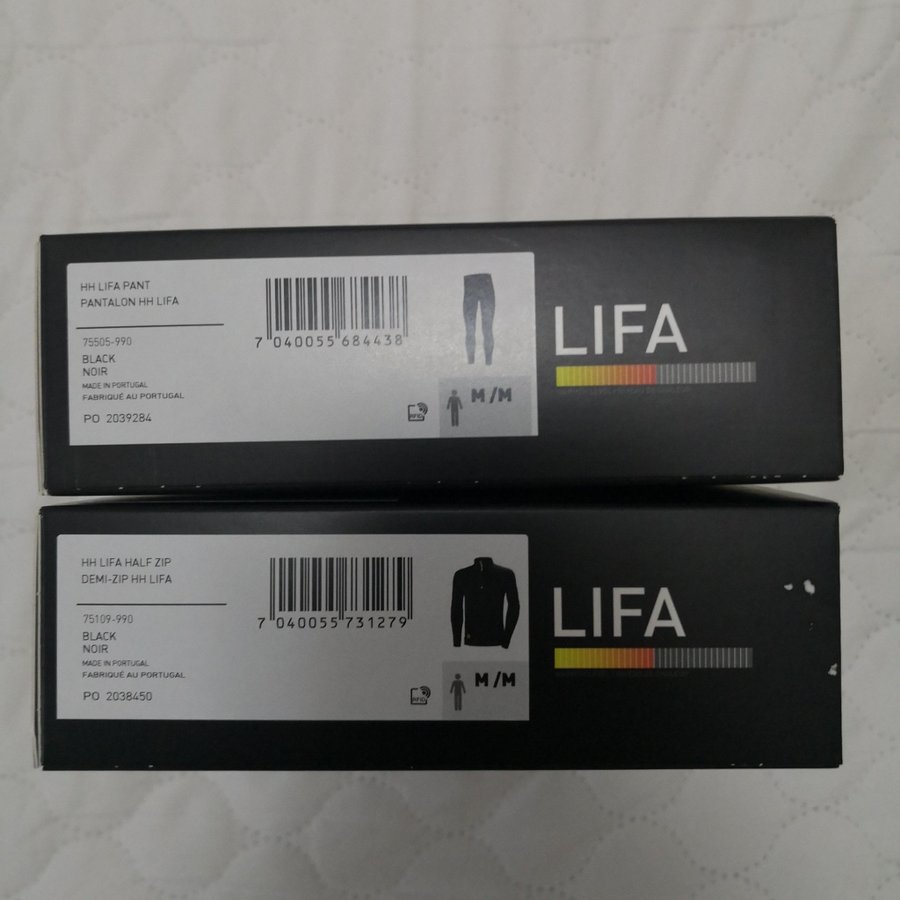 HH LIFA PANT
PANTALON HH LIFA
75505-990
BLACK
NOIR
MADE IN PORTUGAL
FABRIQUÉ AU PORTUGAL
PO 2039284
7 040055 684438
RFID
M/M
LIFA
HH LIFA HALF ZIP
DEMI-ZIP HH LIFA
75109-990
BLACK
NOIR
MADE IN PORTUGAL
FABRIQUÉ AU PORTUGAL
PO 2038450
7 040055 731279
RFID
M/M
LIFA